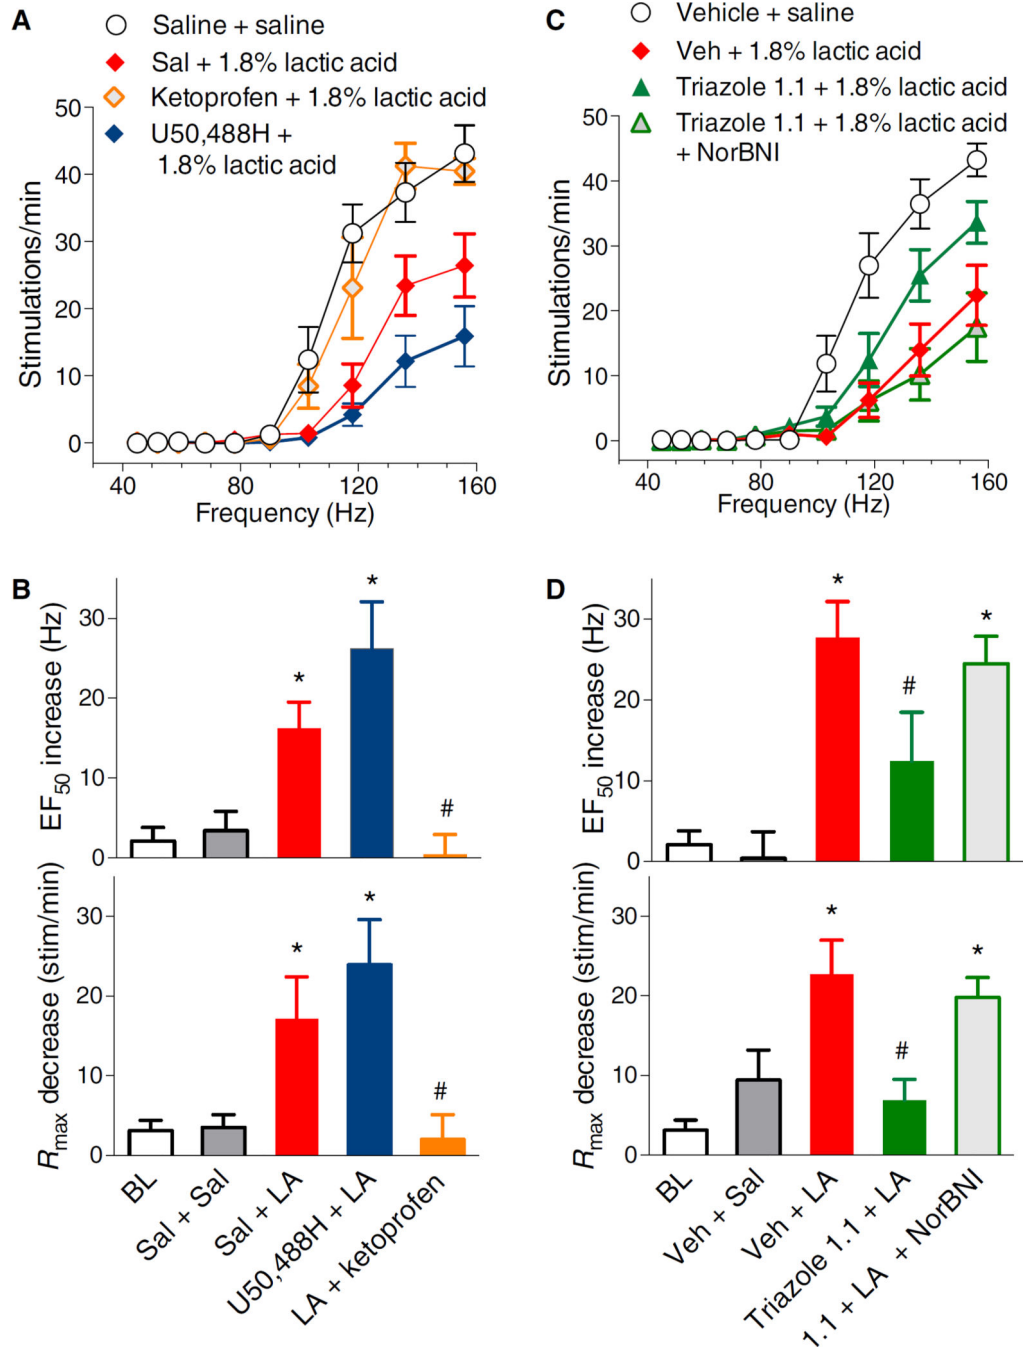 A
Saline + saline
Sal + 1.8% lactic acid
Ketoprofen + 1.8% lactic acid
U50,488H +
1.8% lactic acid
Stimulations/min
50
40
30
20
10
0
40 80 120 160
Frequency (Hz)
C
Vehicle + saline
Veh + 1.8% lactic acid
Triazole 1.1 + 1.8% lactic acid
Triazole 1.1 + 1.8% lactic acid
+ NorBNI
Stimulations/min
50
40
30
20
10
0
40 80 120 160
Frequency (Hz)
B
EF50 increase (Hz)
30
20
10
0
* * #
Rmax decrease (stim/min)
30
20
10
0
* * #
BL
Sal + Sal
Sal + LA
U50,488H + LA
LA + ketoprofen
D
EF50 increase (Hz)
30
20
10
0
* # *
Rmax decrease (stim/min)
30
20
10
0
* # *
BL
Veh + Sal
Veh + LA
Triazole 1.1 + LA
1.1 + LA + NorBNI